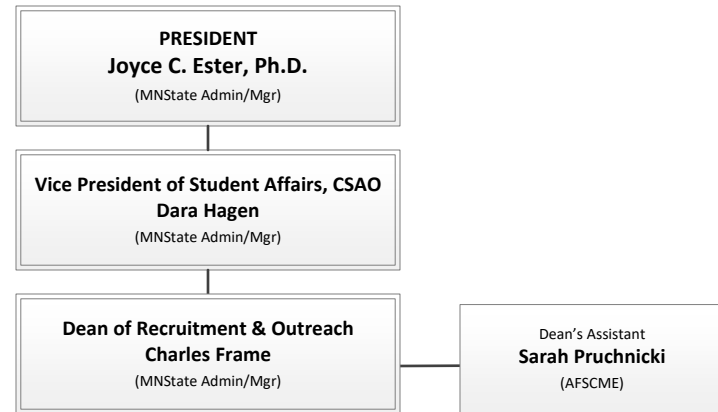 PRESIDENT
Joyce C. Ester, Ph.D.
(MNState Admin/Mgr)
Vice President of Student Affairs, CSAO
Dara Hagen
(MNState Admin/Mgr)
Dean of Recruitment & Outreach
Charles Frame
(MNState Admin/Mgr)
Dean’s Assistant
Sarah Pruchnicki
(AFSCME)